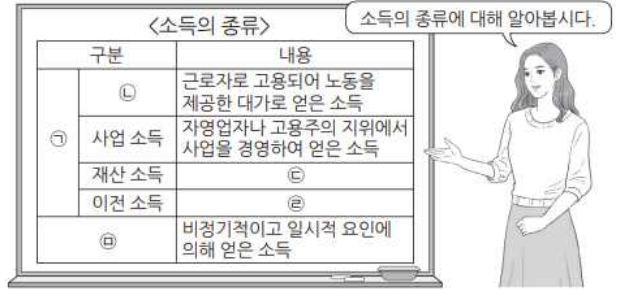 소득의 종류에 대해 알아봅시다.
<소득의 종류>
구분 내용
㉠ ㉡ 근로자로 고용되어 노동을
제공한 대가로 얻은 소득
사업 소득 자영업자나 고용주의 지위에서
사업을 경영하여 얻은 소득
재산 소득 ㉢
이전 소득 ㉣
㉤ 비정기적이고 일시적 요인에
의해 얻은 소득